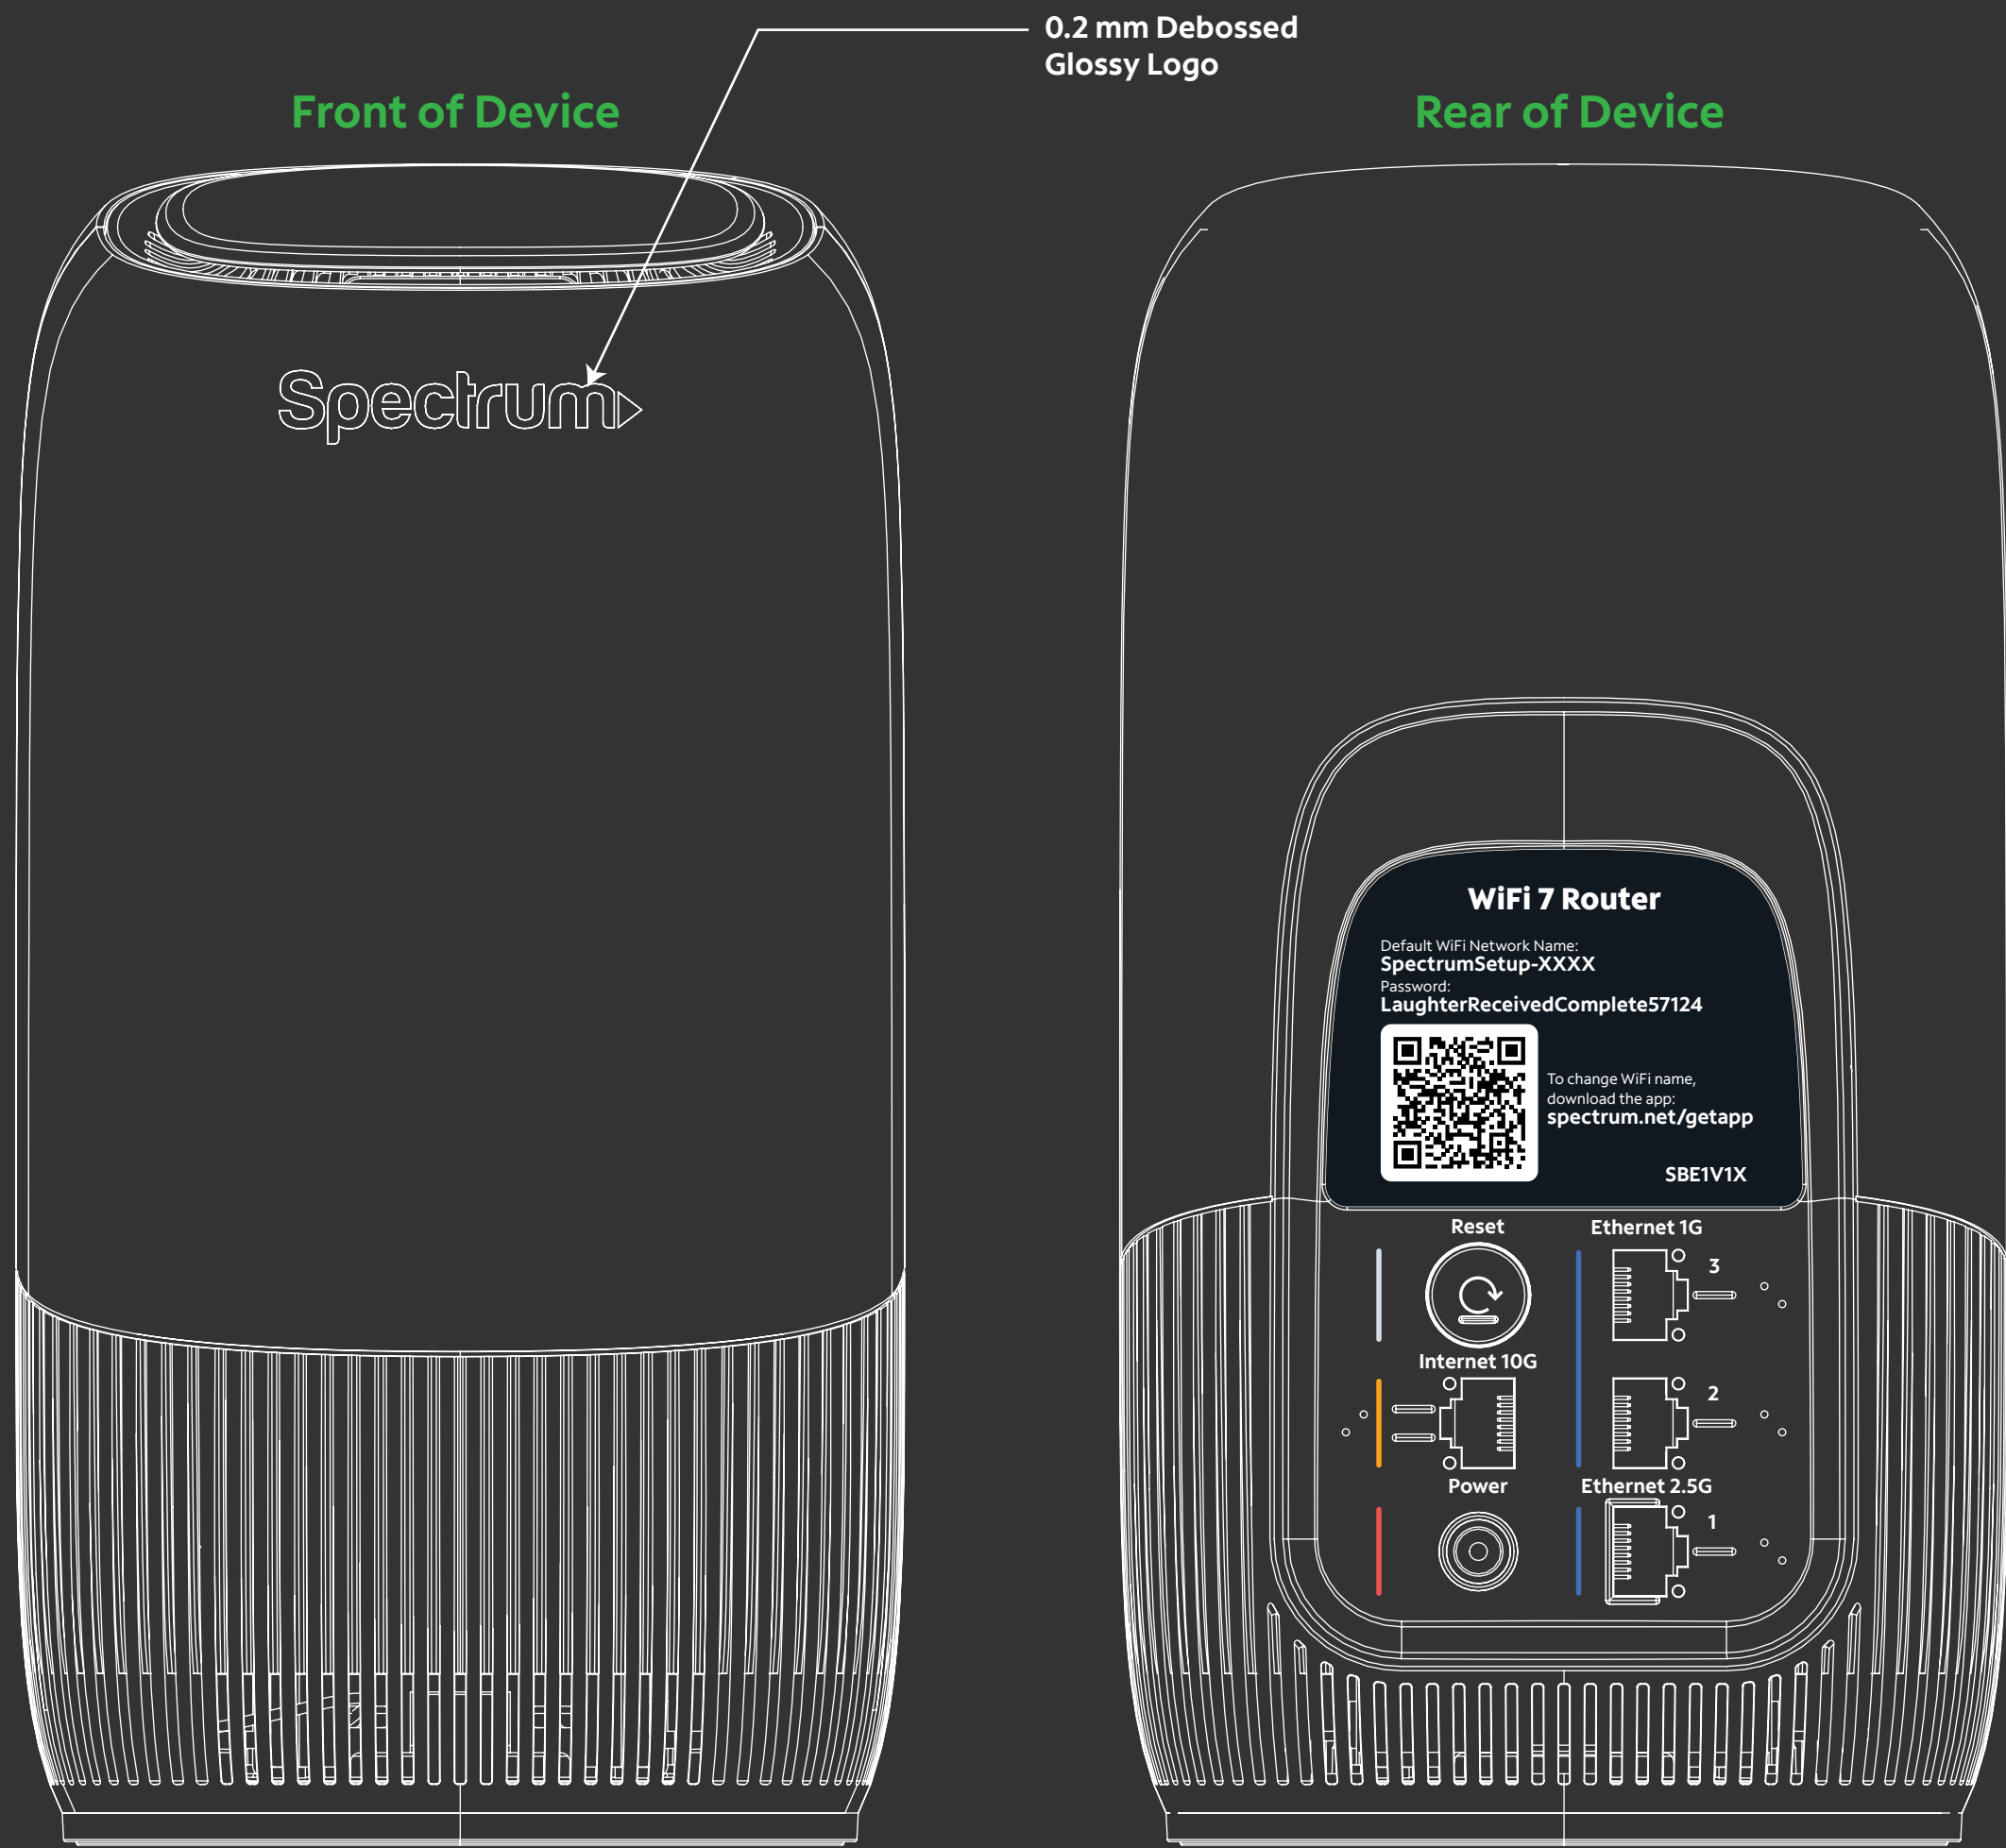 0.2 mm Debossed
Glossy Logo
Front of Device
Rear of Device
Spectrum
WiFi 7 Router
Default WiFi Network Name:
SpectrumSetup-XXXX
Password:
LaughterReceivedComplete57124
To change WiFi name,
download the app:
spectrum.net/getapp
SBE1V1X
Reset
Ethernet 1G
3
Internet 10G
2
Power
Ethernet 2.5G
1